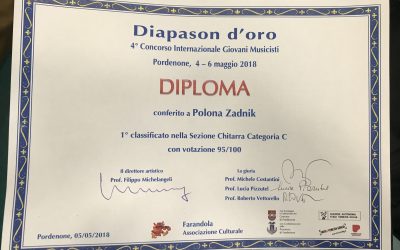 Diapason d'oro
4° Concorso Internazionale Giovani Musicisti
Pordenone, 4 – 6 maggio 2018
DIPLOMA
conferito a Polona Zadnik
1° classificato nella Sezione Chitarra Categoria C
con votazione 95/100
Il direttore artistico
Prof. Filippo Michelangeli
La giuria
Prof. Michele Costantini
Prof. Lucia Pizzutel
Prof. Roberto Vettorello
Pordenone, 05/05/2018
Farandola
Associazione Culturale